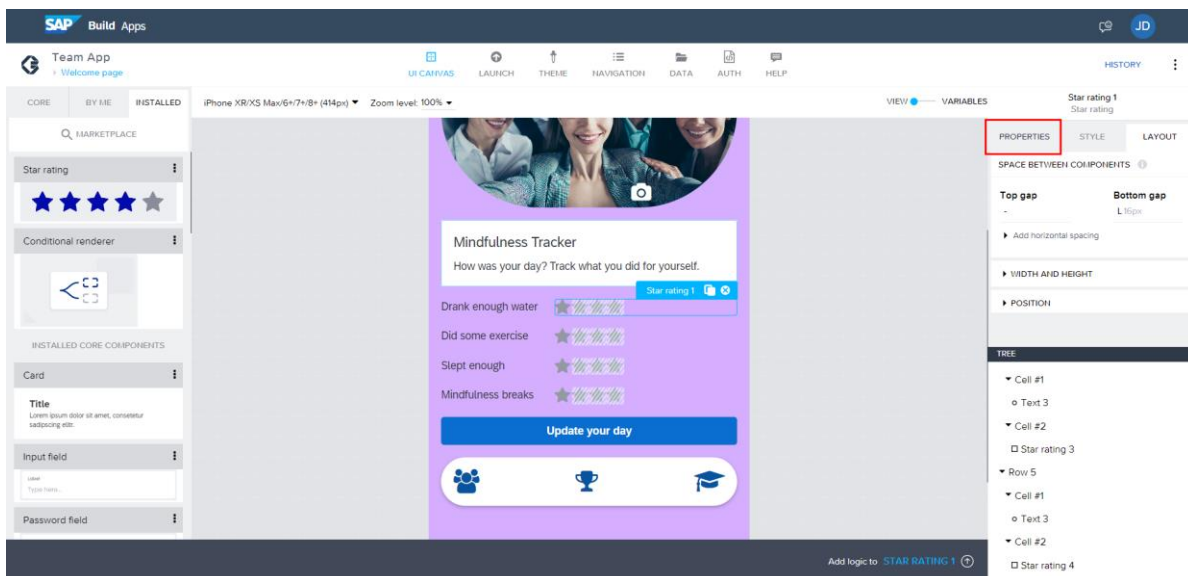 SAP Build Apps
JD
Team App
Welcome page
UI CANVAS LAUNCH THEME NAVIGATION DATA AUTH HELP
HISTORY
CORE BY ME INSTALLED
iPhone XR/XS Max/6+/7+/8+ (414px) Zoom level: 100%
VIEW VARIABLES
Star rating 1
Star rating
MARKETPLACE
PROPERTIES STYLE LAYOUT
Star rating
SPACE BETWEEN COMPONENTS
Top gap Bottom gap
- L 16px
Conditional renderer
Mindfulness Tracker
How was your day? Track what you did for yourself.
Add horizontal spacing
WIDTH AND HEIGHT
Star rating 1
Drank enough water
POSITION
Did some exercise
INSTALLED CORE COMPONENTS
TREE
Slept enough
Card
Cell #1
Mindfulness breaks
Title
Lorem ipsum dolor sit amet, consetetur
sadipscing elitr.
Text 3
Cell #2
Update your day
Input field
Star rating 3
Label
Type here...
Row 5
Cell #1
Password field
Text 3
Cell #2
Add logic to STAR RATING 1
Star rating 4